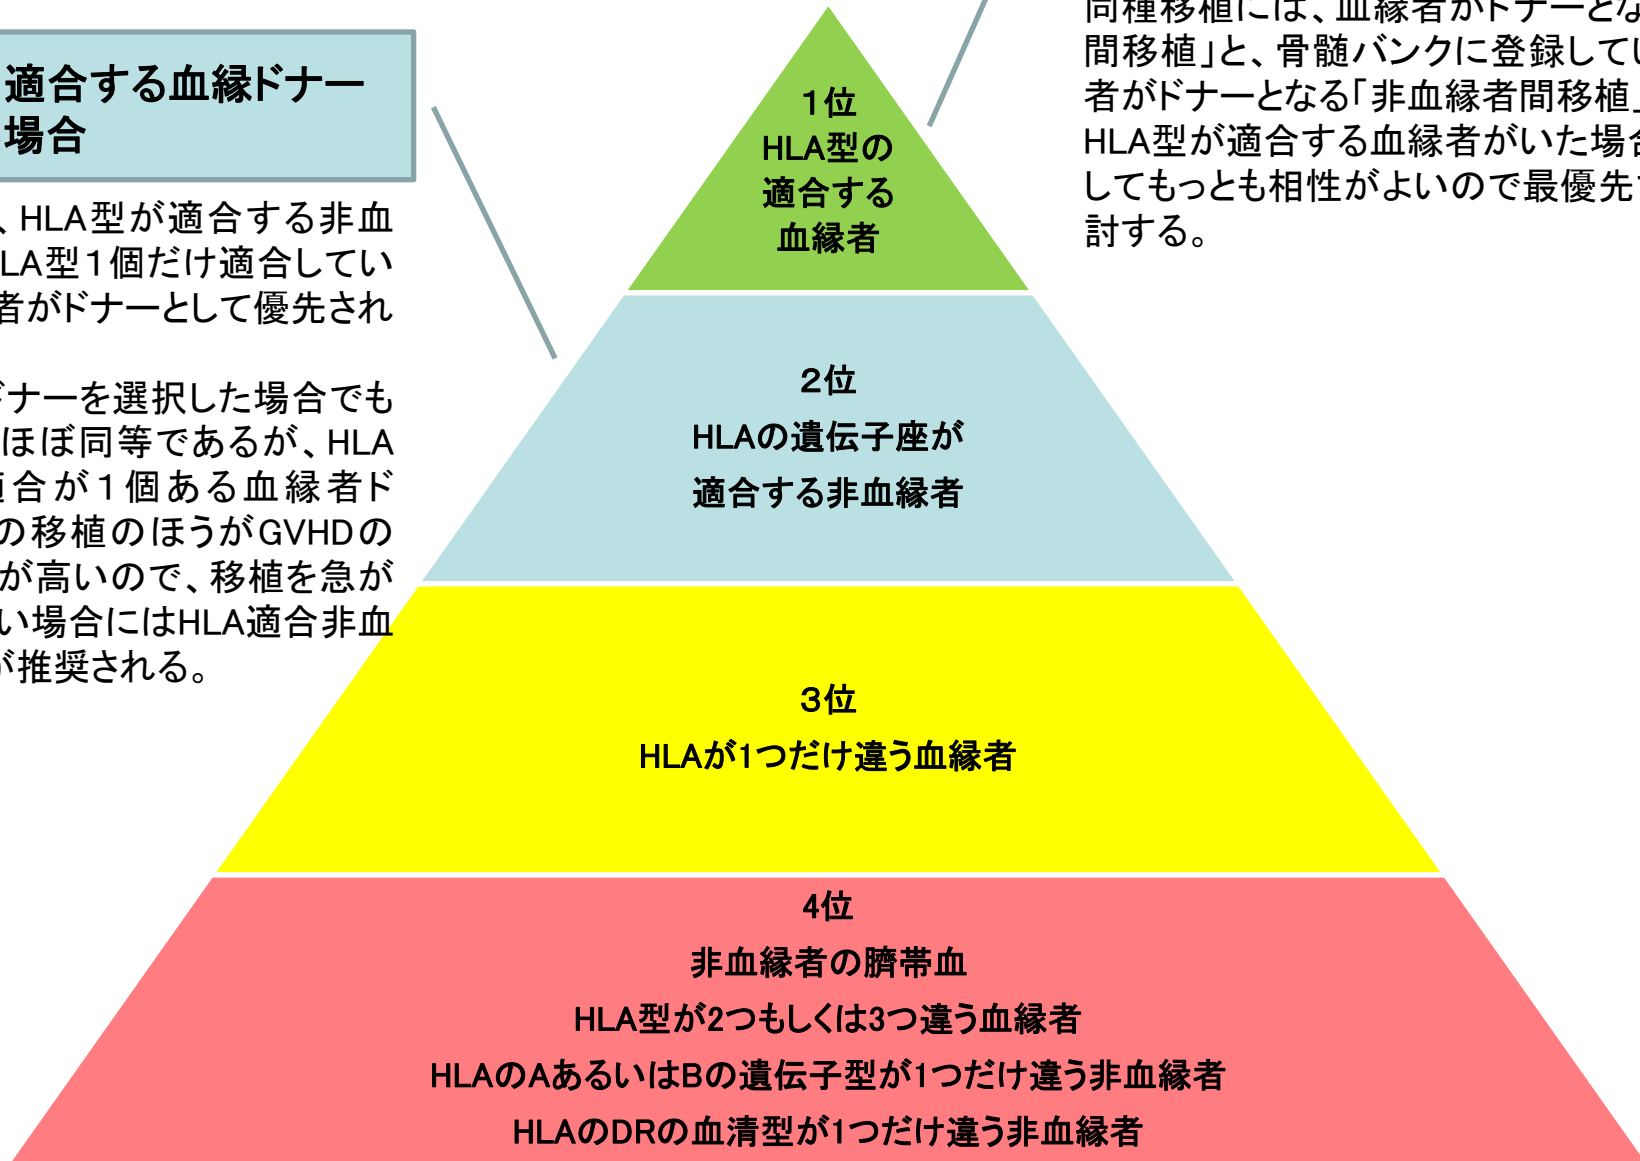 適合する血縁ドナー
場合
、HLA型が適合する非血
LA型1個だけ適合してい
者がドナーとして優先され
ドナーを選択した場合でも
ほぼ同等であるが、HLA
適合が1個ある血縁者ド
の移植のほうがGVHDの
が高いので、移植を急が
い場合にはHLA適合非血
が推奨される。
1位
HLA型の
適合する
血縁者
同種移植には、血縁者がドナーとな
間移植」と、骨髄バンクに登録してい
者がドナーとなる「非血縁者間移植」
HLA型が適合する血縁者がいた場合
してもっとも相性がよいので最優先
討する。
2位
HLAの遺伝子座が
適合する非血縁者
3位
HLAが1つだけ違う血縁者
4位
非血縁者の臍帯血
HLA型が2つもしくは3つ違う血縁者
HLAのAあるいはBの遺伝子型が1つだけ違う非血縁者
HLAのDRの血清型が1つだけ違う非血縁者